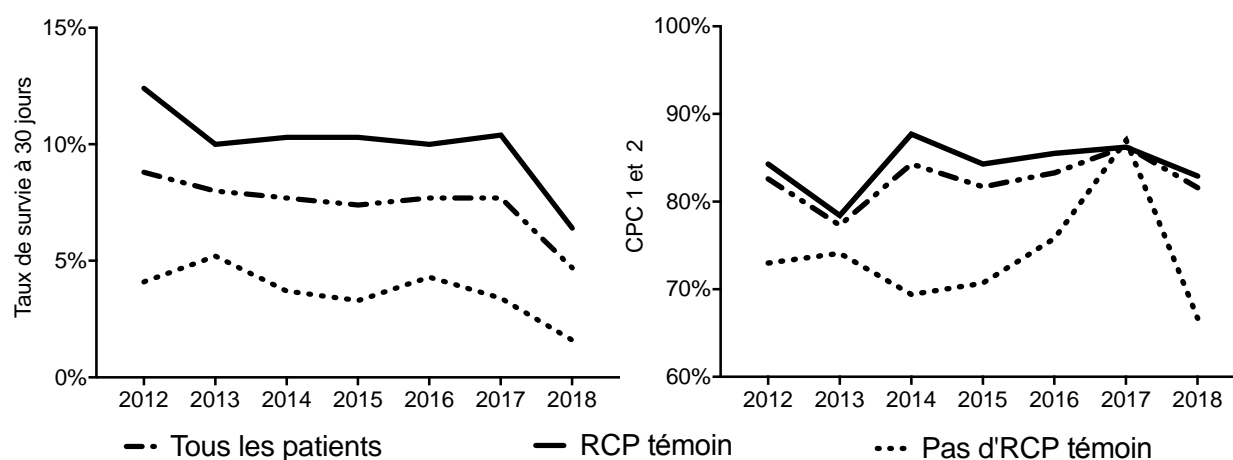 Taux de survie à 30 jours
15%
10%
5%
0%
2012 2013 2014 2015 2016 2017 2018
CPC 1 et 2
100%
90%
80%
70%
60%
2012 2013 2014 2015 2016 2017 2018
Tous les patients RCP témoin Pas d'RCP témoin